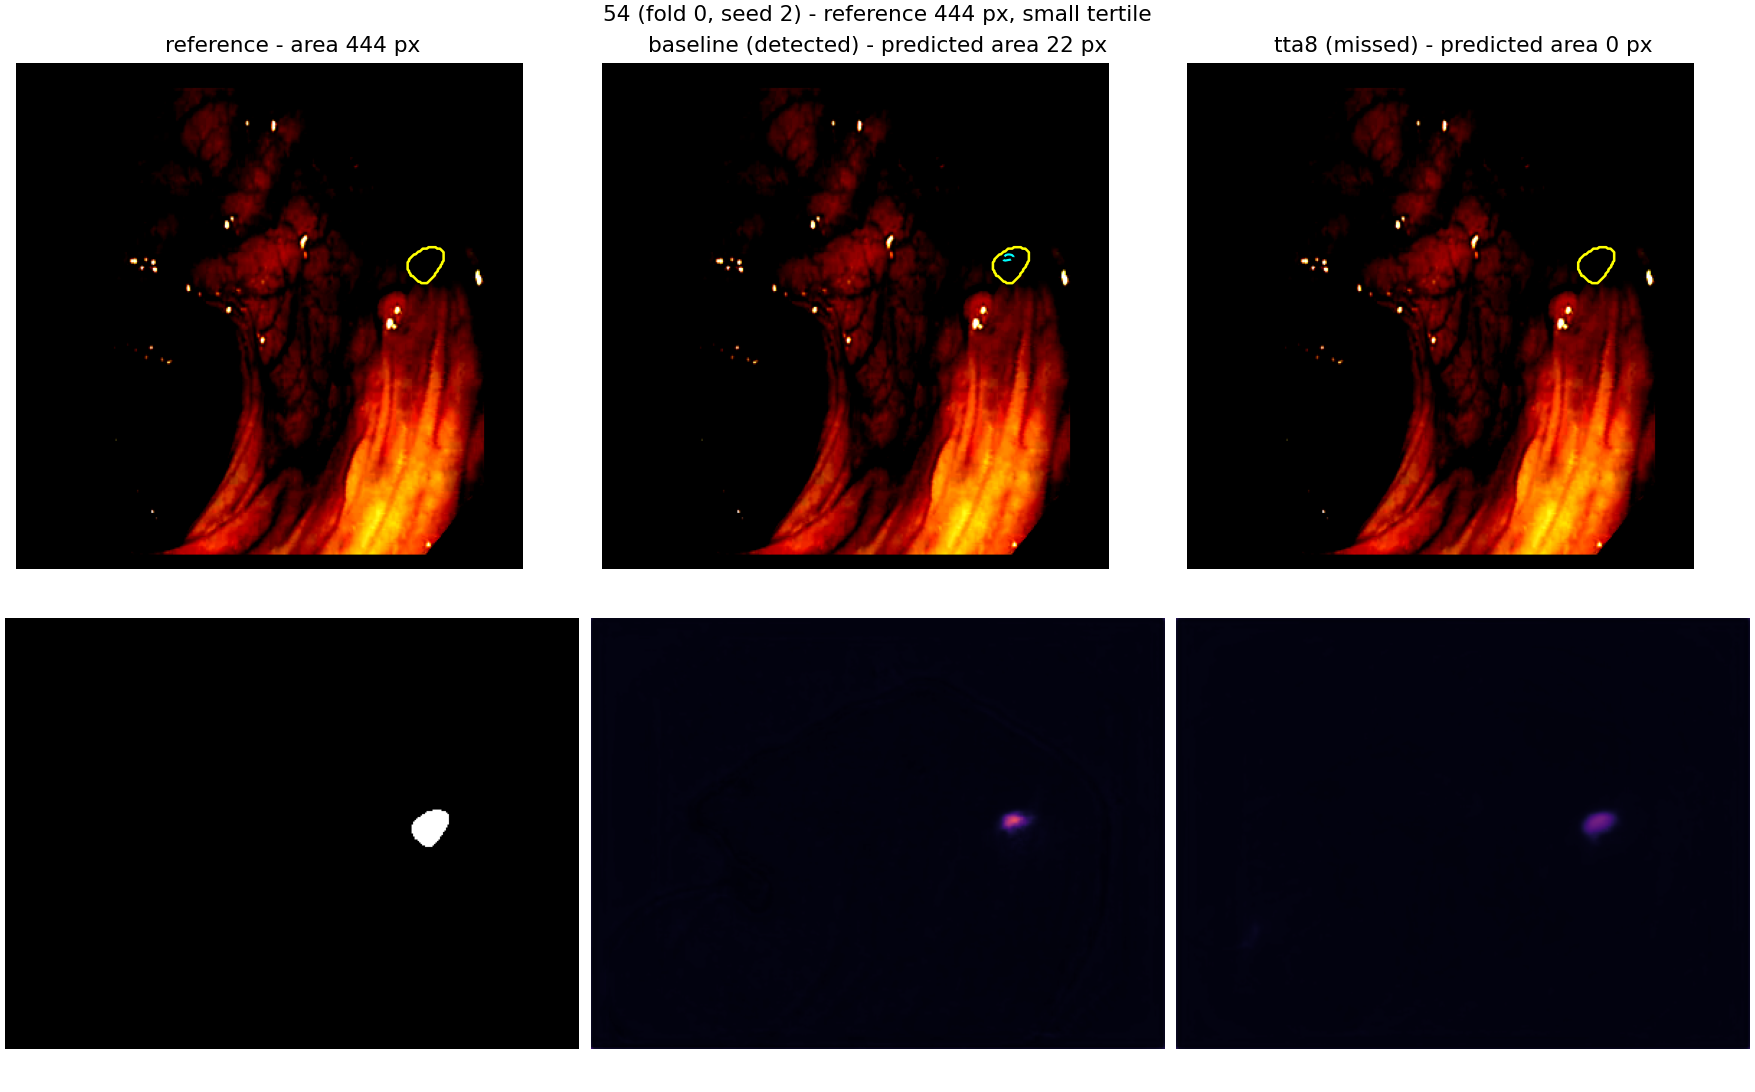 54 (fold 0, seed 2) - reference 444 px, small tertile
reference - area 444 px
baseline (detected) - predicted area 22 px
tta8 (missed) - predicted area 0 px